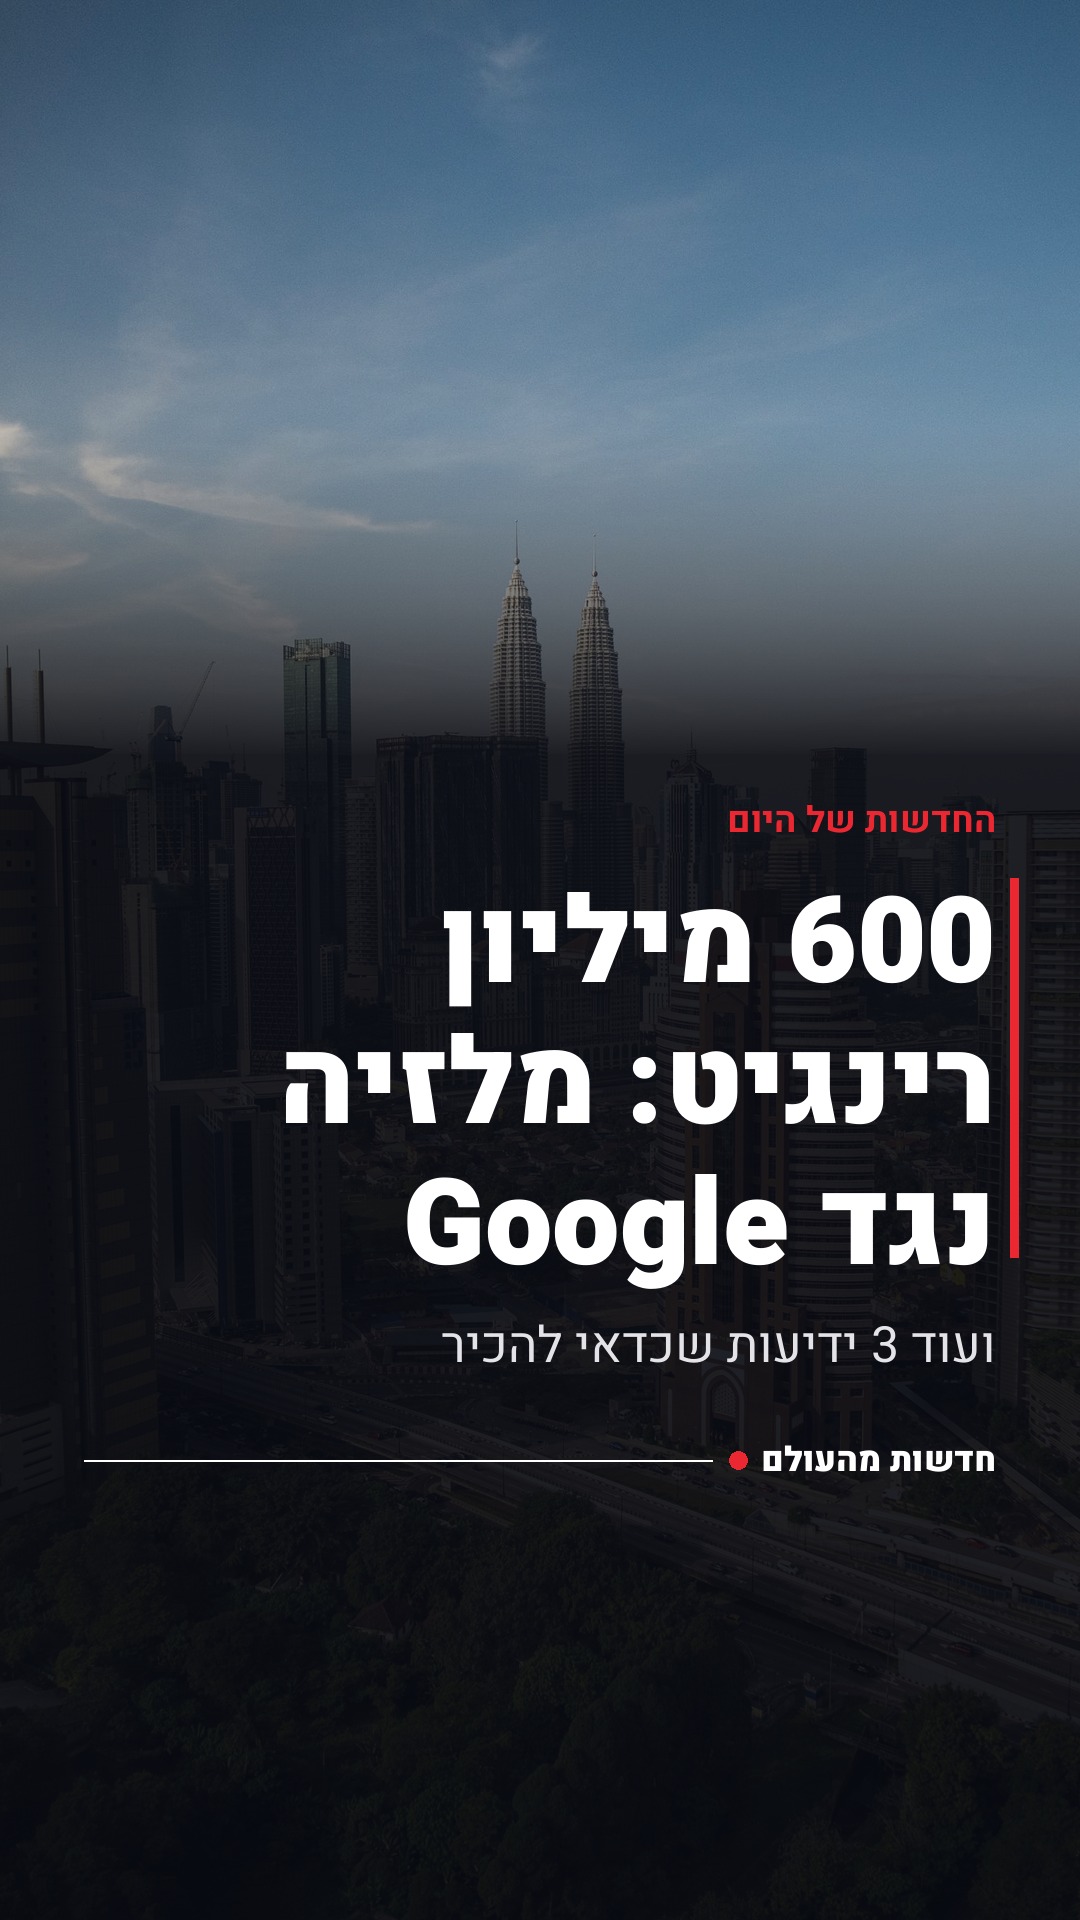 החדשות של היום
600 מיליון
רינגיט: מלזיה
נגד Google
ועוד 3 ידיעות שכדאי להכיר
חדשות מהעולם